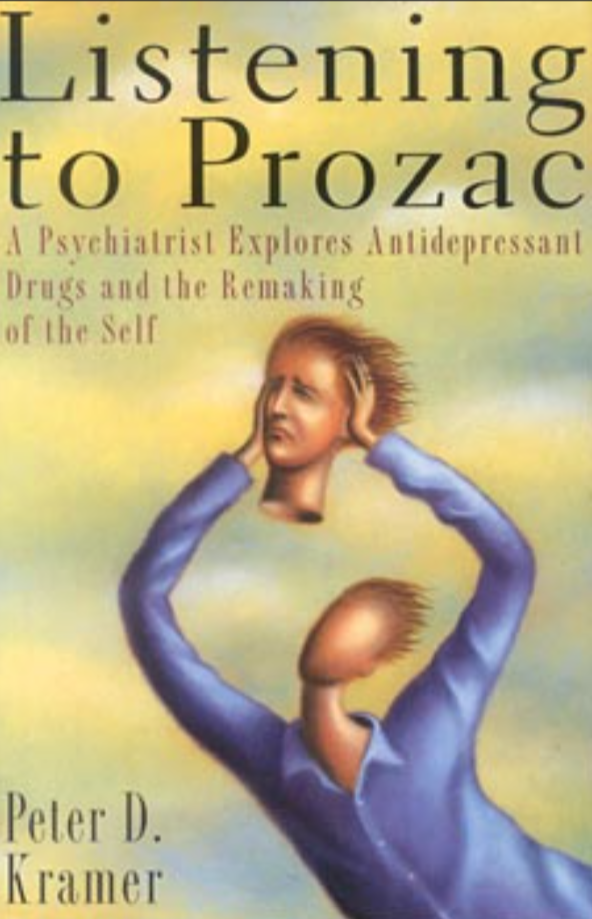 Listening
to Prozac
A Psychiatrist Explores Antidepressant
Drugs and the Remaking
of the Self
Peter D.
Kramer